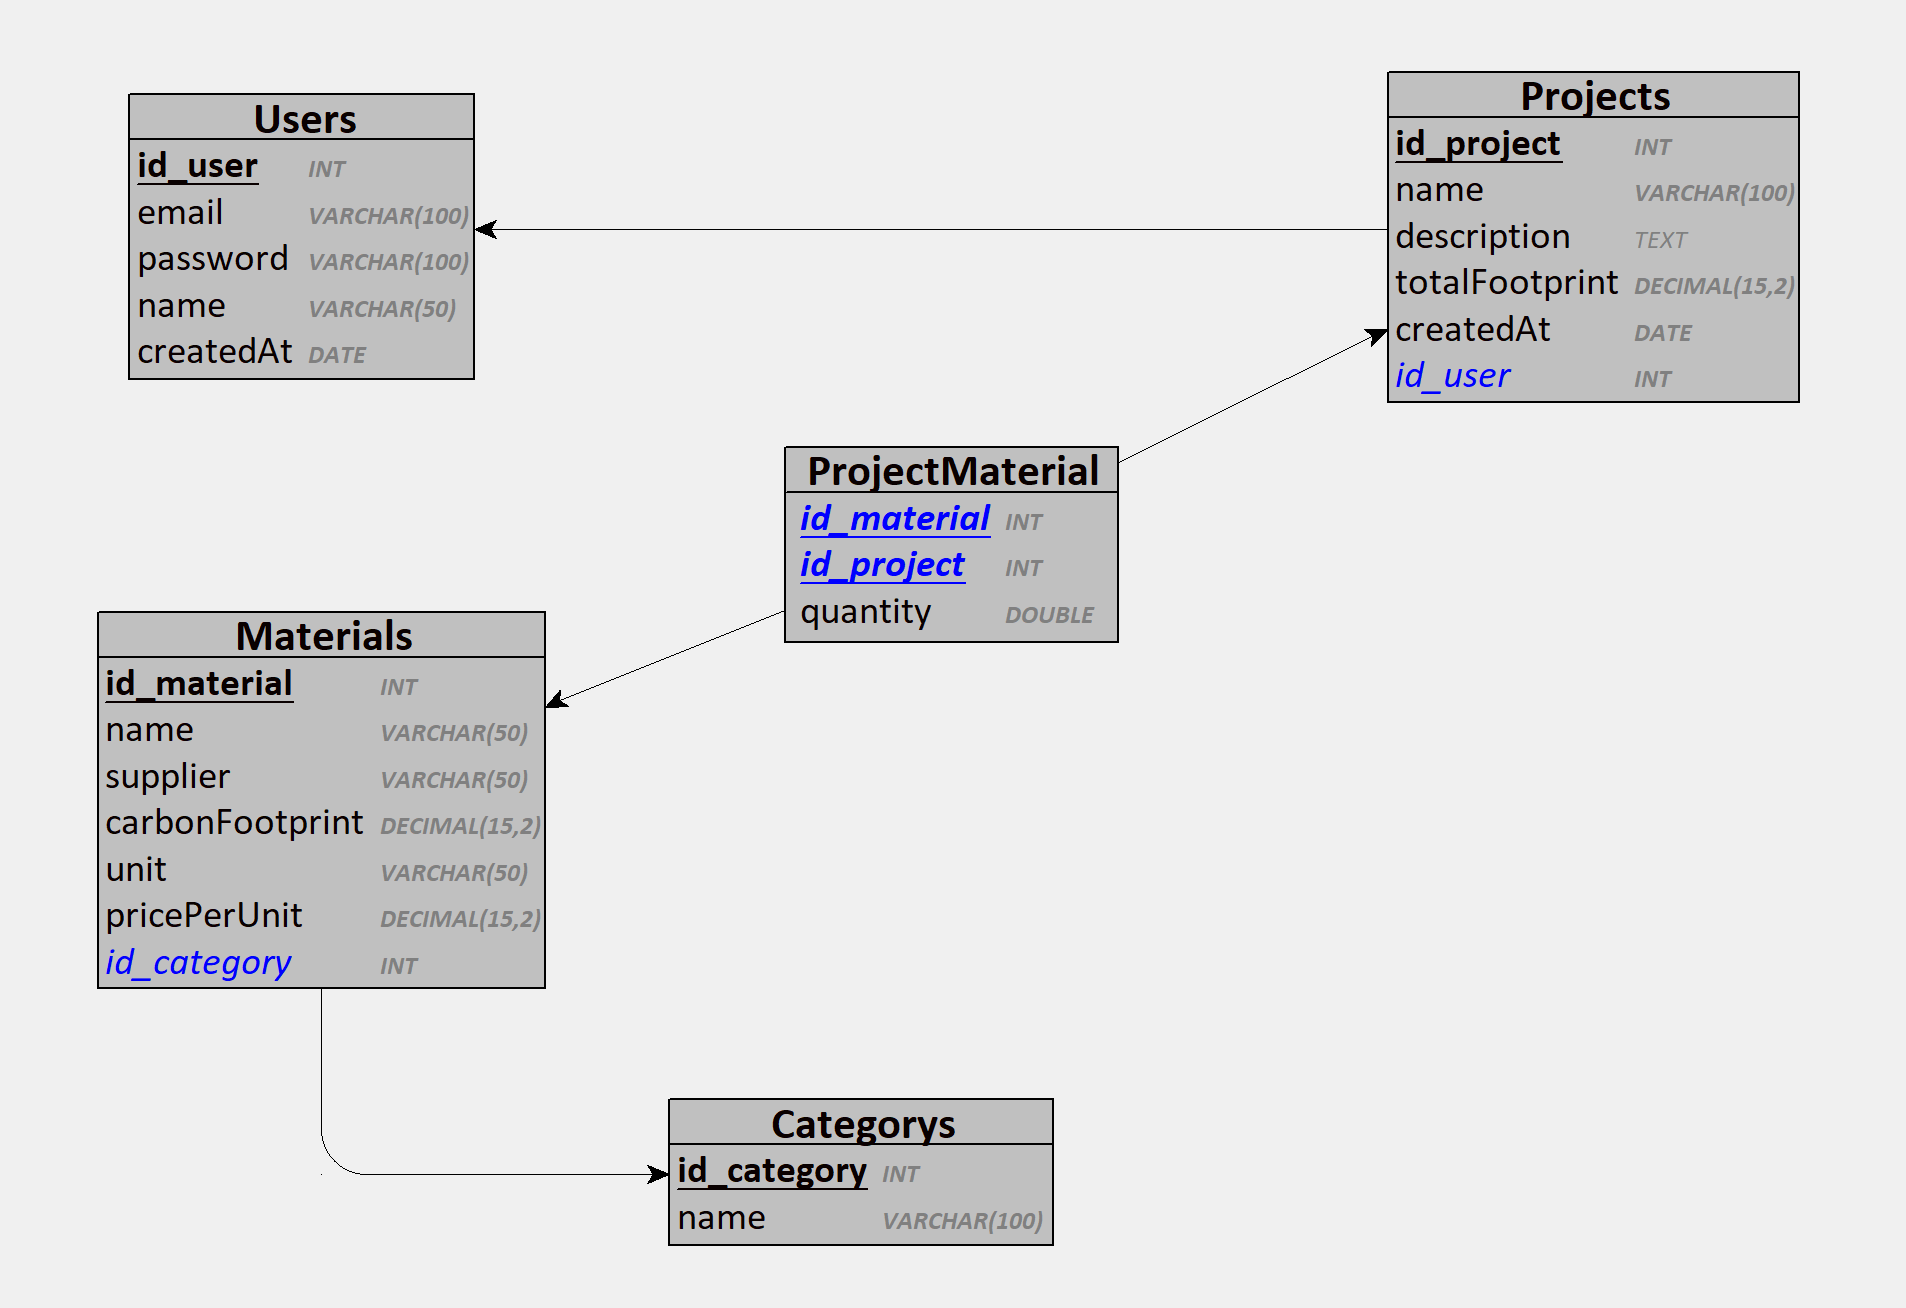 Users
id_user INT
email VARCHAR(100)
password VARCHAR(100)
name VARCHAR(50)
createdAt DATE
Projects
id_project INT
name VARCHAR(100)
description TEXT
totalFootprint DECIMAL(15,2)
createdAt DATE
id_user INT
ProjectMaterial
id_material INT
id_project INT
quantity DOUBLE
Materials
id_material INT
name VARCHAR(50)
supplier VARCHAR(50)
carbonFootprint DECIMAL(15,2)
unit VARCHAR(50)
pricePerUnit DECIMAL(15,2)
id_category INT
Categorys
id_category INT
name VARCHAR(100)